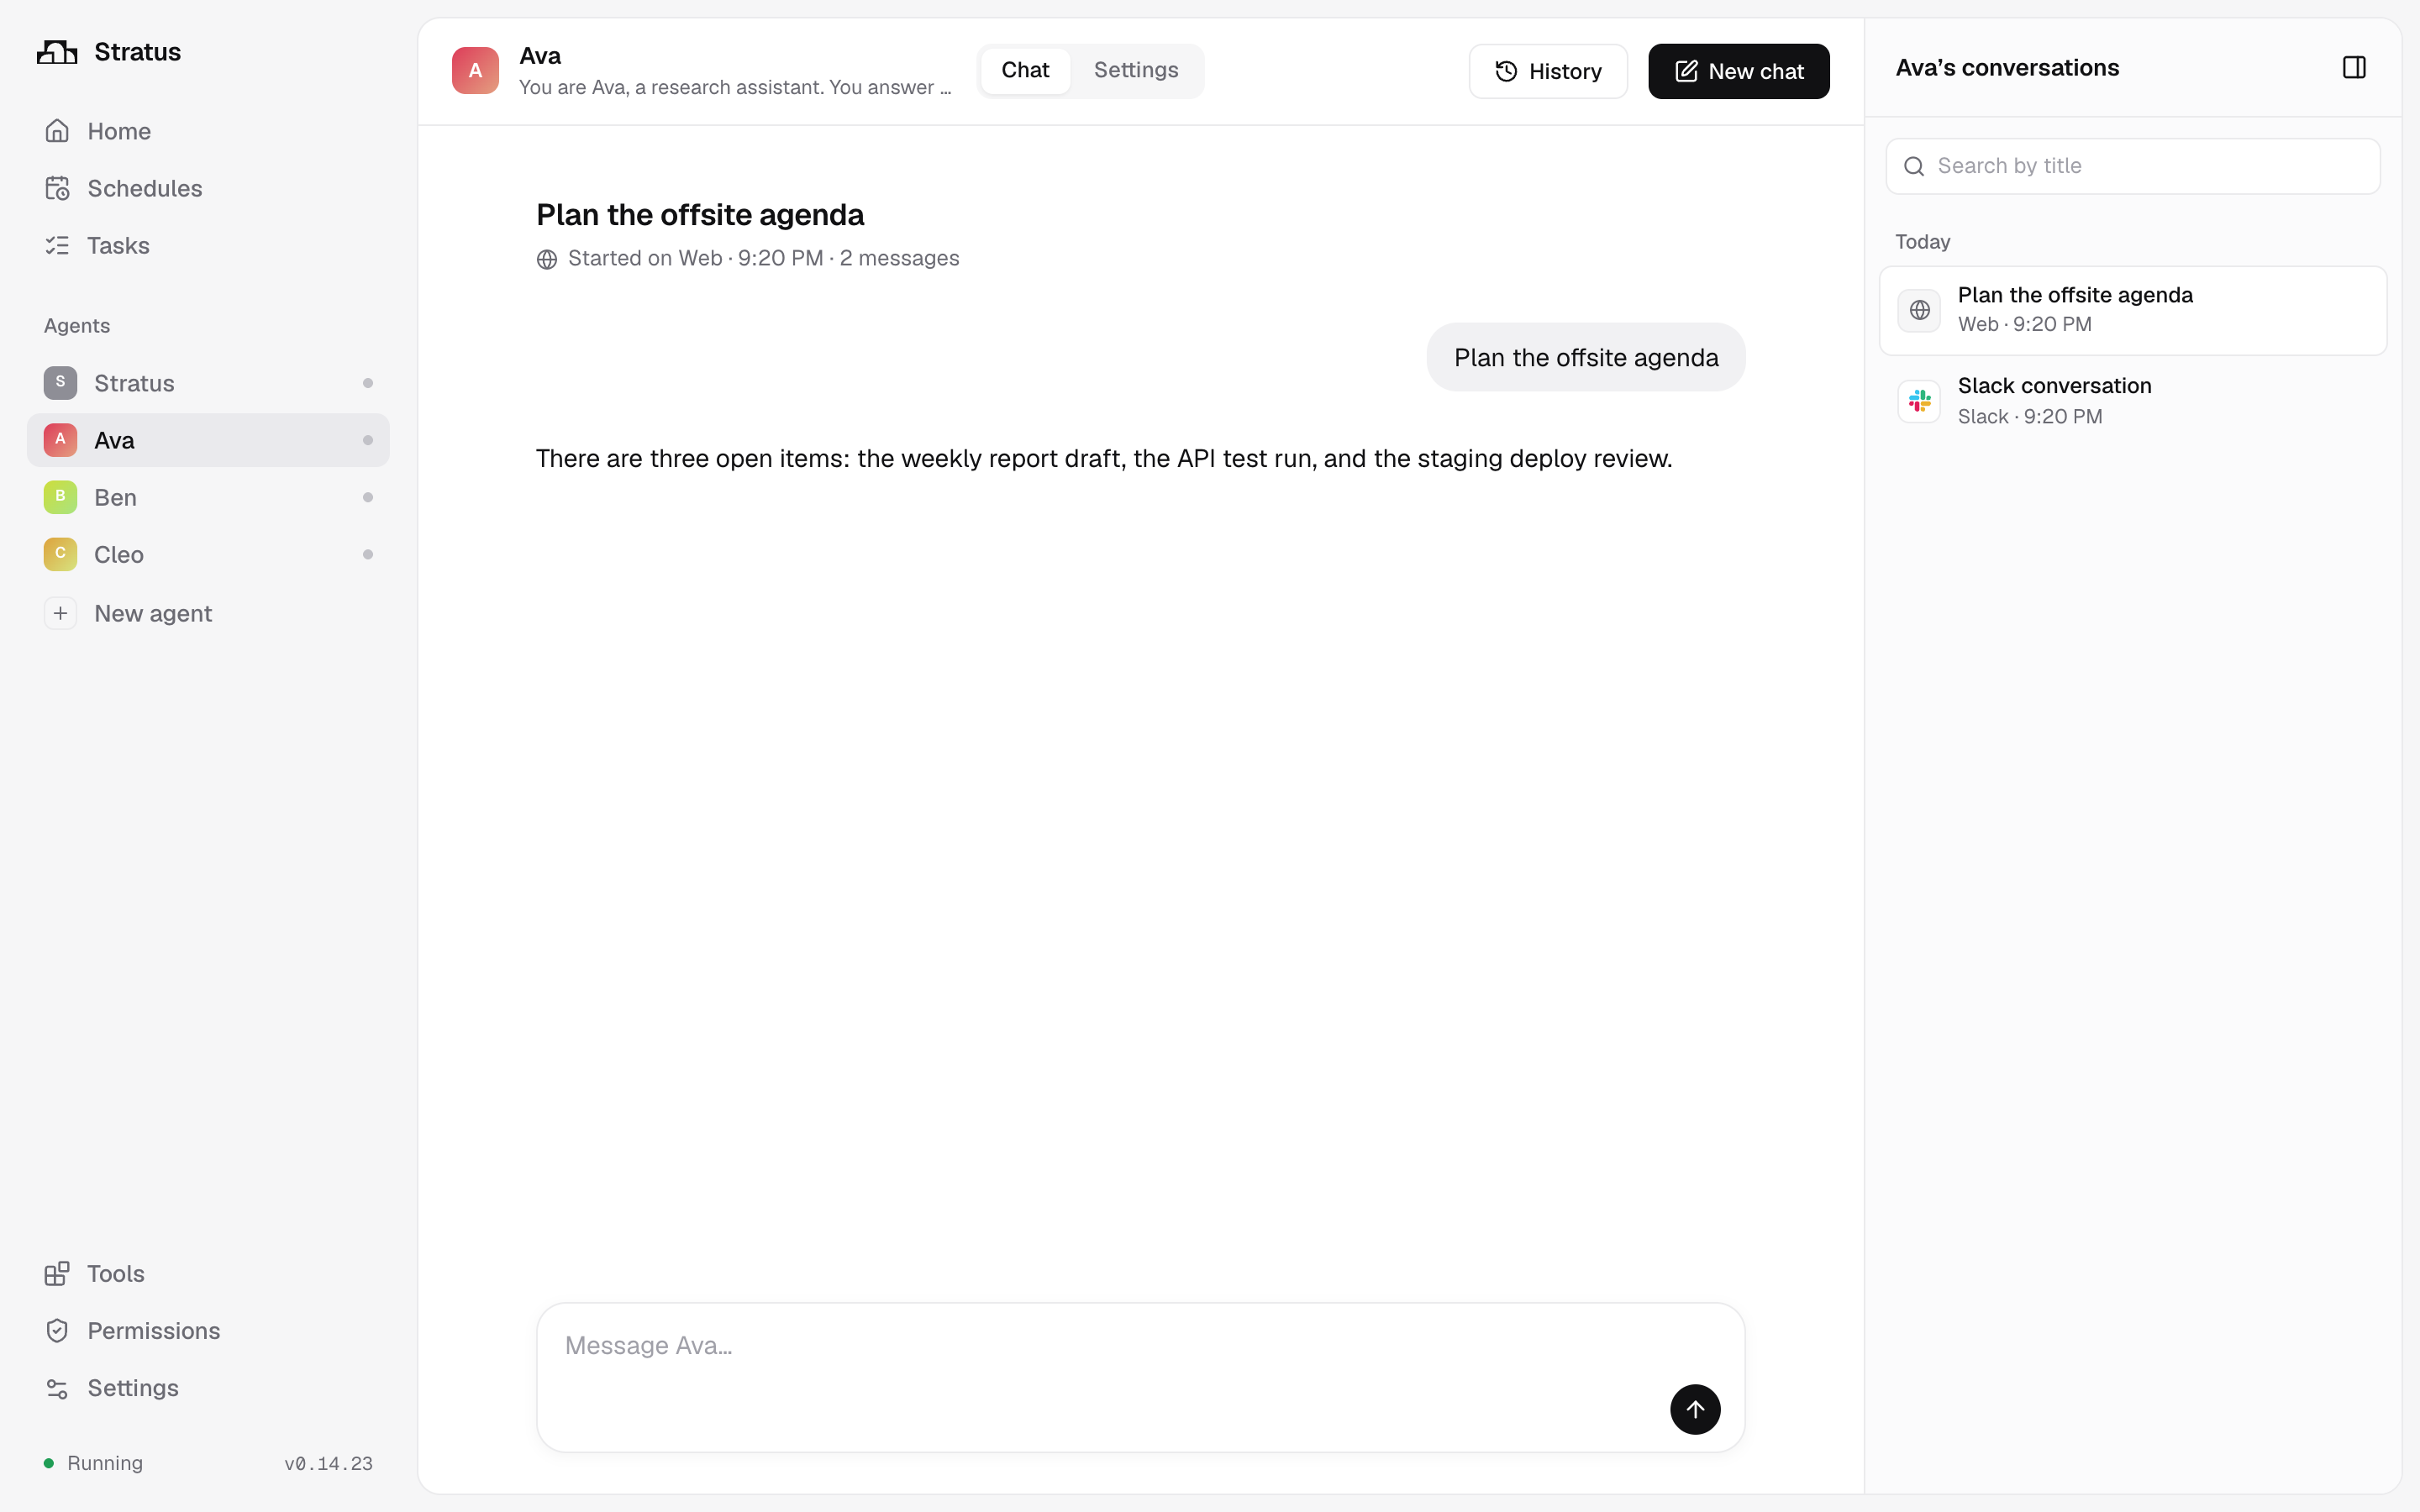 Stratus
Home
Schedules
Tasks
Agents
S Stratus
A Ava
B Ben
C Cleo
New agent
Tools
Permissions
Settings
Running v0.14.23
A
Ava
You are Ava, a research assistant. You answer …
Chat Settings
History
New chat
Plan the offsite agenda
Started on Web · 9:20 PM · 2 messages
Plan the offsite agenda
There are three open items: the weekly report draft, the API test run, and the staging deploy review.
Message Ava…
Ava’s conversations
Search by title
Today
Plan the offsite agenda
Web · 9:20 PM
Slack conversation
Slack · 9:20 PM